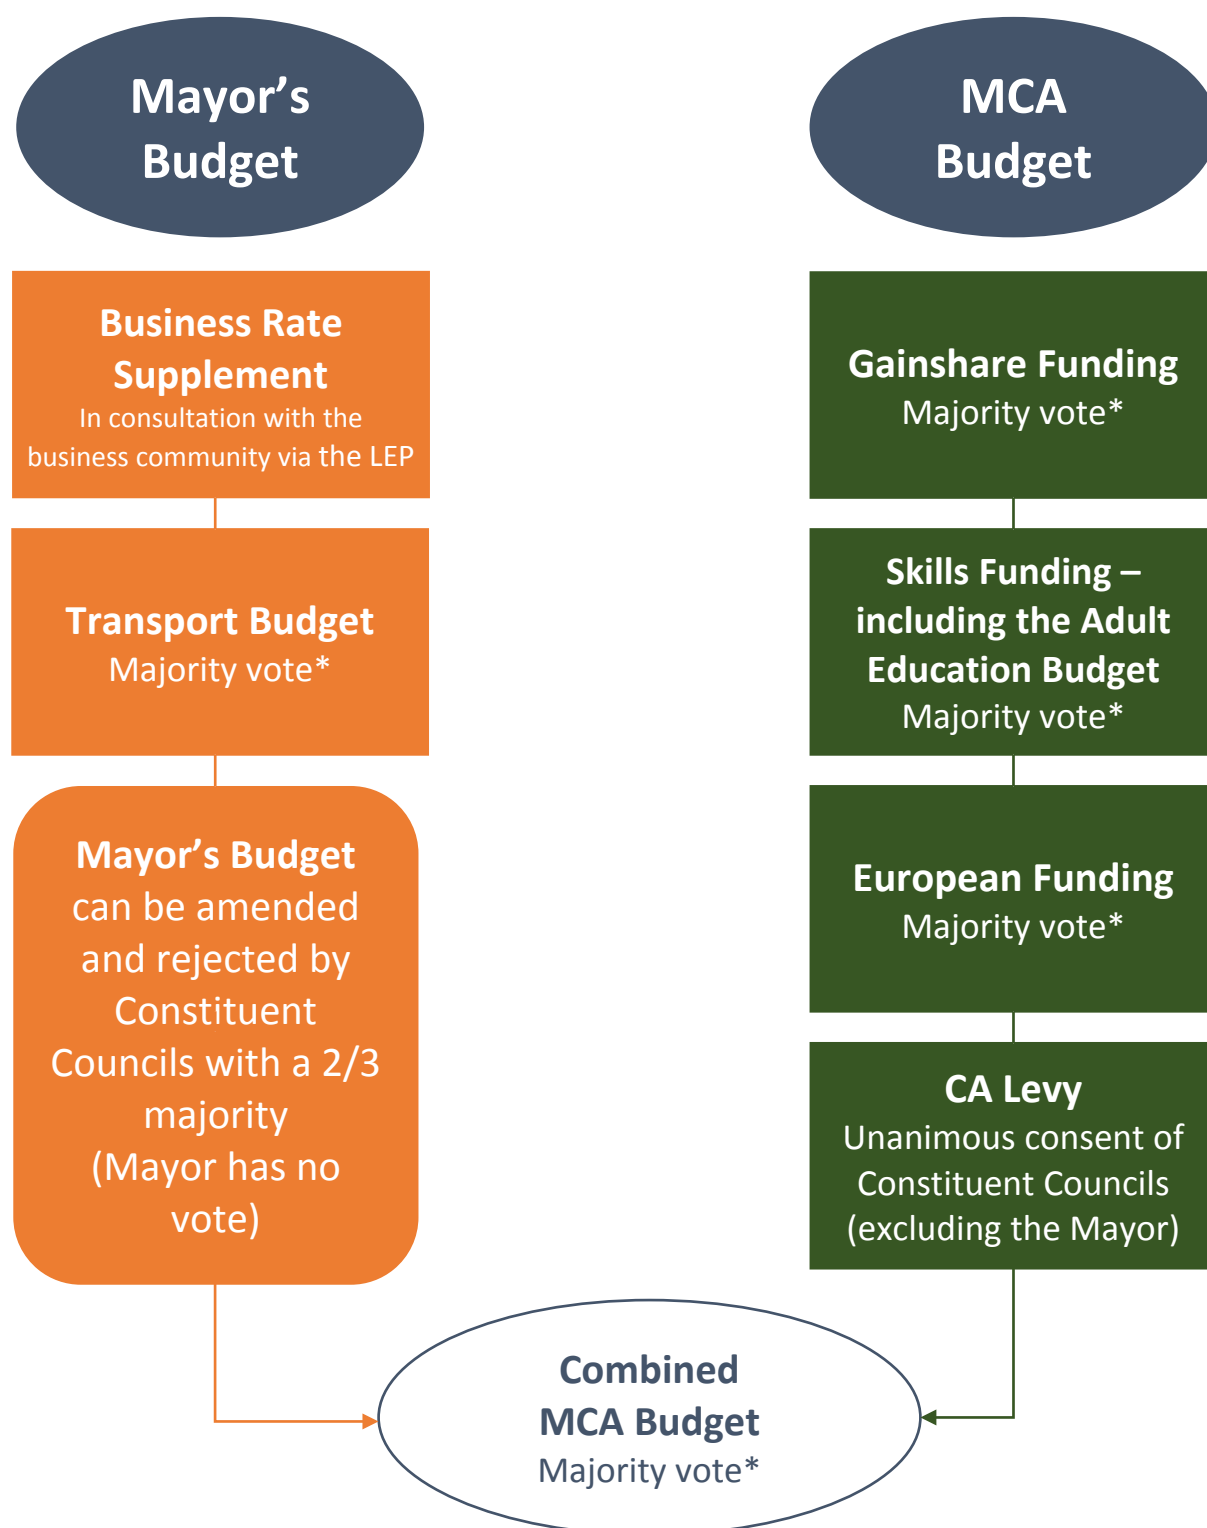 Mayor’s
Budget
Business Rate
Supplement
In consultation with the
business community via the LEP
Transport Budget
Majority vote*
Mayor’s Budget
can be amended
and rejected by
Constituent
Councils with a 2/3
majority
(Mayor has no
vote)
MCA
Budget
Gainshare Funding
Majority vote*
Skills Funding –
including the Adult
Education Budget
Majority vote*
European Funding
Majority vote*
CA Levy
Unanimous consent of
Constituent Councils
(excluding the Mayor)
Combined
MCA Budget
Majority vote*